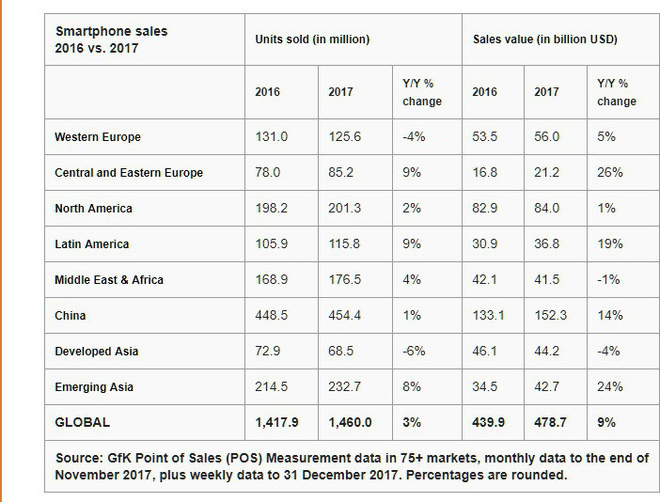 Smartphone sales
2016 vs. 2017
Units sold (in million)
Sales value (in billion USD)
2016 2017 Y/Y %
change 2016 2017 Y/Y %
change
Western Europe 131.0 125.6 -4% 53.5 56.0 5%
Central and Eastern Europe 78.0 85.2 9% 16.8 21.2 26%
North America 198.2 201.3 2% 82.9 84.0 1%
Latin America 105.9 115.8 9% 30.9 36.8 19%
Middle East & Africa 168.9 176.5 4% 42.1 41.5 -1%
China 448.5 454.4 1% 133.1 152.3 14%
Developed Asia 72.9 68.5 -6% 46.1 44.2 -4%
Emerging Asia 214.5 232.7 8% 34.5 42.7 24%
GLOBAL 1,417.9 1,460.0 3% 439.9 478.7 9%
Source: GfK Point of Sales (POS) Measurement data in 75+ markets, monthly data to the end of
November 2017, plus weekly data to 31 December 2017. Percentages are rounded.